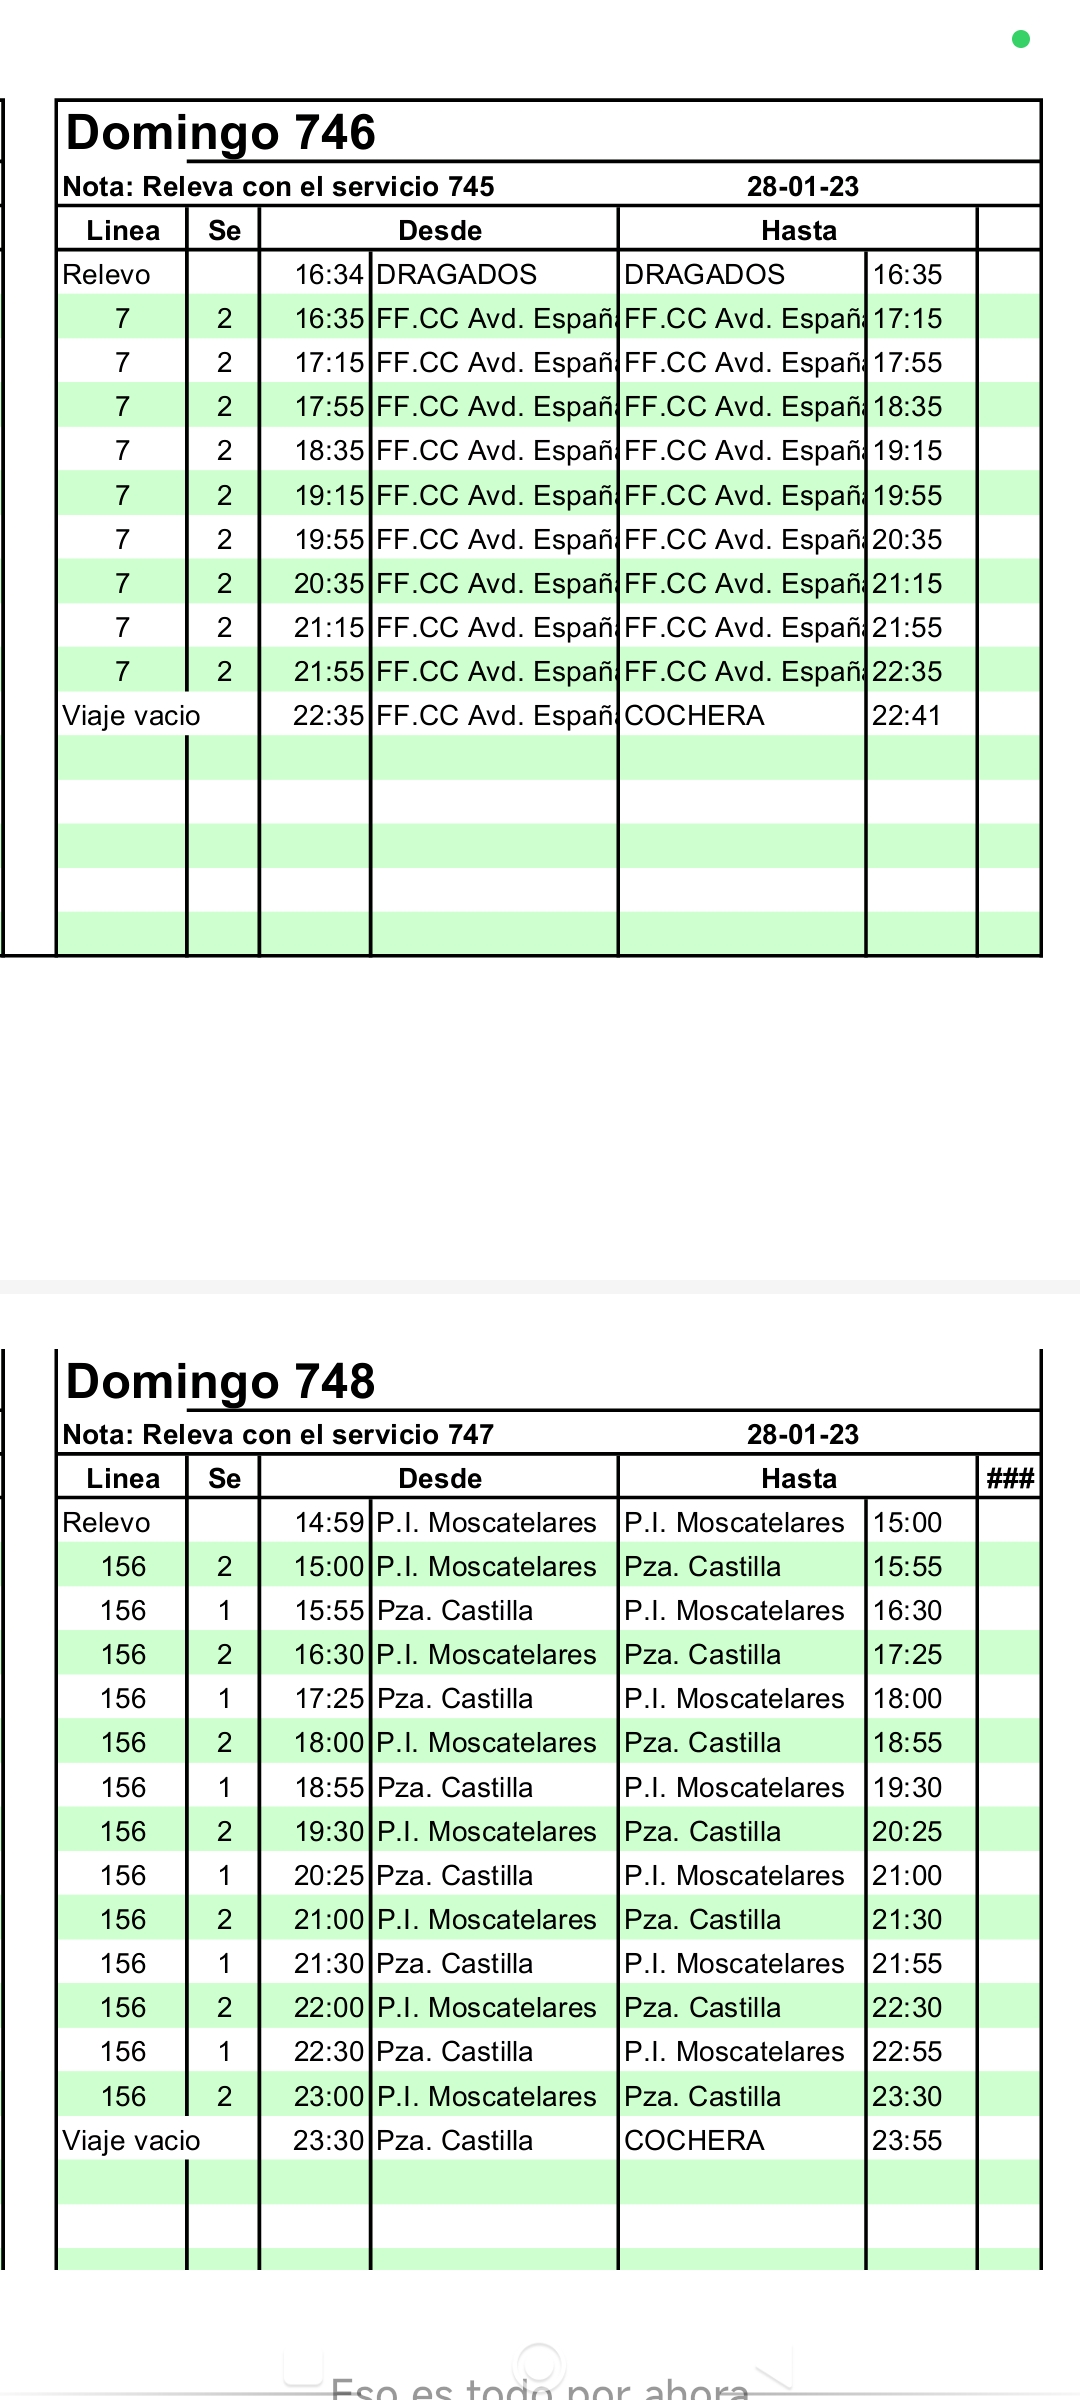 Domingo 746
Nota: Releva con el servicio 745 28-01-23
Linea Se Desde Hasta
Relevo 16:34 DRAGADOS DRAGADOS 16:35
7 2 16:35 FF.CC Avd. Españ FF.CC Avd. Españ 17:15
7 2 17:15 FF.CC Avd. Españ FF.CC Avd. Españ 17:55
7 2 17:55 FF.CC Avd. Españ FF.CC Avd. Españ 18:35
7 2 18:35 FF.CC Avd. Españ FF.CC Avd. Españ 19:15
7 2 19:15 FF.CC Avd. Españ FF.CC Avd. Españ 19:55
7 2 19:55 FF.CC Avd. Españ FF.CC Avd. Españ 20:35
7 2 20:35 FF.CC Avd. Españ FF.CC Avd. Españ 21:15
7 2 21:15 FF.CC Avd. Españ FF.CC Avd. Españ 21:55
7 2 21:55 FF.CC Avd. Españ FF.CC Avd. Españ 22:35
Viaje vacio 22:35 FF.CC Avd. Españ COCHERA 22:41
Domingo 748
Nota: Releva con el servicio 747 28-01-23
Linea Se Desde Hasta ###
Relevo 14:59 P.I. Moscatelares P.I. Moscatelares 15:00
156 2 15:00 P.I. Moscatelares Pza. Castilla 15:55
156 1 15:55 Pza. Castilla P.I. Moscatelares 16:30
156 2 16:30 P.I. Moscatelares Pza. Castilla 17:25
156 1 17:25 Pza. Castilla P.I. Moscatelares 18:00
156 2 18:00 P.I. Moscatelares Pza. Castilla 18:55
156 1 18:55 Pza. Castilla P.I. Moscatelares 19:30
156 2 19:30 P.I. Moscatelares Pza. Castilla 20:25
156 1 20:25 Pza. Castilla P.I. Moscatelares 21:00
156 2 21:00 P.I. Moscatelares Pza. Castilla 21:30
156 1 21:30 Pza. Castilla P.I. Moscatelares 21:55
156 2 22:00 P.I. Moscatelares Pza. Castilla 22:30
156 1 22:30 Pza. Castilla P.I. Moscatelares 22:55
156 2 23:00 P.I. Moscatelares Pza. Castilla 23:30
Viaje vacio 23:30 Pza. Castilla COCHERA 23:55
Eso es todo por ahora